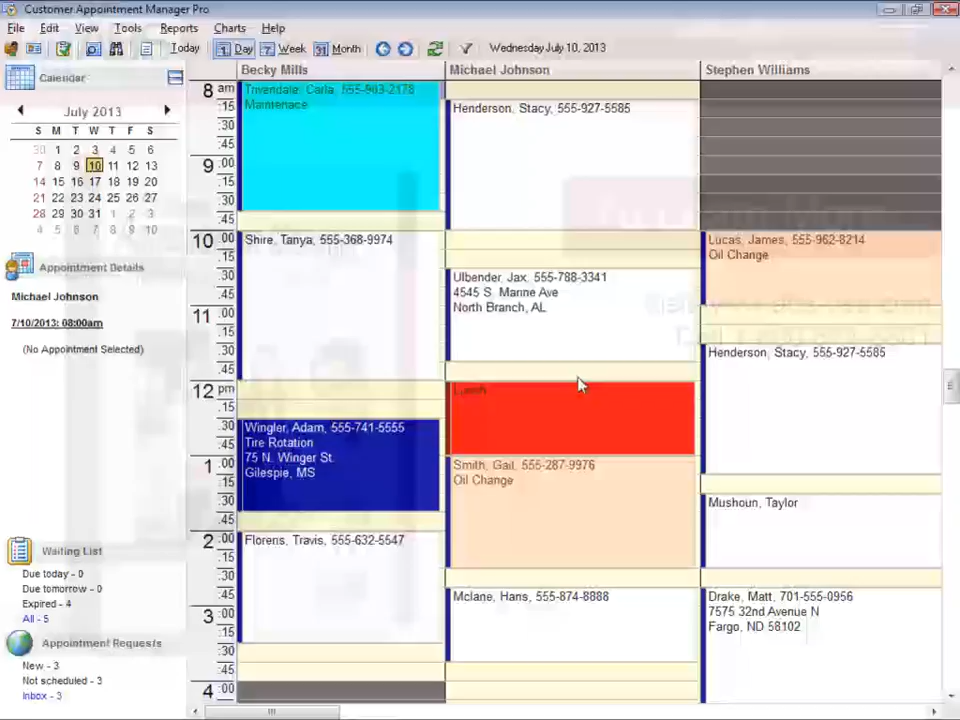 Customer Appointment Manager Pro
File Edit View Tools Reports Charts Help
Today Day Week Month Wednesday July 10, 2013
Calendar
July 2013
S M T W T F S
30 1 2 3 4 5 6
7 8 9 10 11 12 13
14 15 16 17 18 19 20
21 22 23 24 25 26 27
28 29 30 31 1 2 3
4 5 6 7 8 9 10
Appointment Details
Michael Johnson
7/10/2013: 08:00am
(No Appointment Selected)
Waiting List
Due today - 0
Due tomorrow - 0
Expired - 4
All - 5
Appointment Requests
New - 3
Not scheduled - 3
Inbox - 3
8 am
:15
:30
:45
9 :00
:15
:30
:45
10 :00
:15
:30
:45
11 :00
:15
:30
:45
12 pm
:15
:30
:45
1 :00
:15
:30
:45
2 :00
:15
:30
:45
3 :00
:15
:30
:45
4 :00
Becky Mills
Carla, 555-903-2178
Maintenace
Shire, Tanya, 555-368-9974
Wingler, Adam, 555-741-5555
Tire Rotation
75 N. Winger St.
Gilespie, MS
Florens, Travis, 555-632-5547
Michael Johnson
Henderson, Stacy, 555-927-5585
Ulbender, Jax, 555-788-3341
4545 S. Marine Ave
North Branch, AL
Lunch
Smith, Gail, 555-287-9976
Oil Change
Mclane, Hans, 555-874-8888
Stephen Williams
Lucas, James, 555-962-8214
Oil Change
Henderson, Stacy, 555-927-5585
Mushoun, Taylor
Drake, Matt, 701-555-0956
7575 32nd Avenue N
Fargo, ND 58102